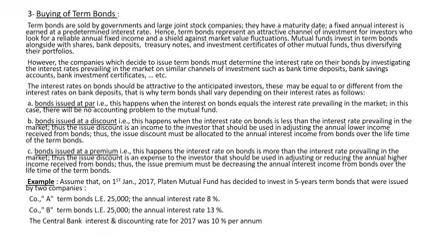 3- Buying of Term Bonds :
Term bonds are sold by governments and large joint stock companies; they have a maturity date; a fixed annual interest is
earned at a predetermined interest rate. Hence, term bonds represent an attractive channel of investment for investors who
look for a reliable annual fixed income and a shield against market value fluctuations. Mutual funds invest in term bonds
alongside with shares, bank deposits, treasury notes, and investment certificates of other mutual funds, thus diversifying
their portfolios.
However, the companies which decide to issue term bonds must determine the interest rate on their bonds by investigating
the interest rates prevailing in the market on similar channels of investment such as bank time deposits, bank savings
accounts, bank investment certificates, ... etc.
The interest rates on bonds should be attractive to the anticipated investors, these may be equal to or different from the
interest rates on bank deposits, that is why term bonds shall vary depending on their interest rates as follows:
a. bonds issued at par i.e., this happens when the interest on bonds equals the interest rate prevailing in the market; in this
case, there will be no accounting problem to the mutual fund.
b. bonds issued at a discount i.e., this happens when the interest rate on bonds is less than the interest rate prevailing in the
market; thus the issue discount is an income to the investor that should be used in adjusting the annual lower income
received from bonds; thus, the issue discount must be allocated to the annual interest income from bonds over the life time
of the term bonds.
c. bonds issued at a premium i.e., this happens the interest rate on bonds is more than the interest rate prevailing in the
market; thus the issue discount is an expense to the investor that should be used in adjusting or reducing the annual higher
income received from bonds; thus, the issue premium must be decreasing the annual interest income from bonds over the
life time of the term bonds.
Example : Assume that, on 1ST Jan., 2017, Platen Mutual Fund has decided to invest in 5-years term bonds that were issued
by two companies :
Co.," A" term bonds L.E. 25,000; the annual interest rate 8 %.
Co.," B" term bonds L.E. 25,000; the annual interest rate 13 %.
The Central Bank interest & discounting rate for 2017 was 10 % per annum